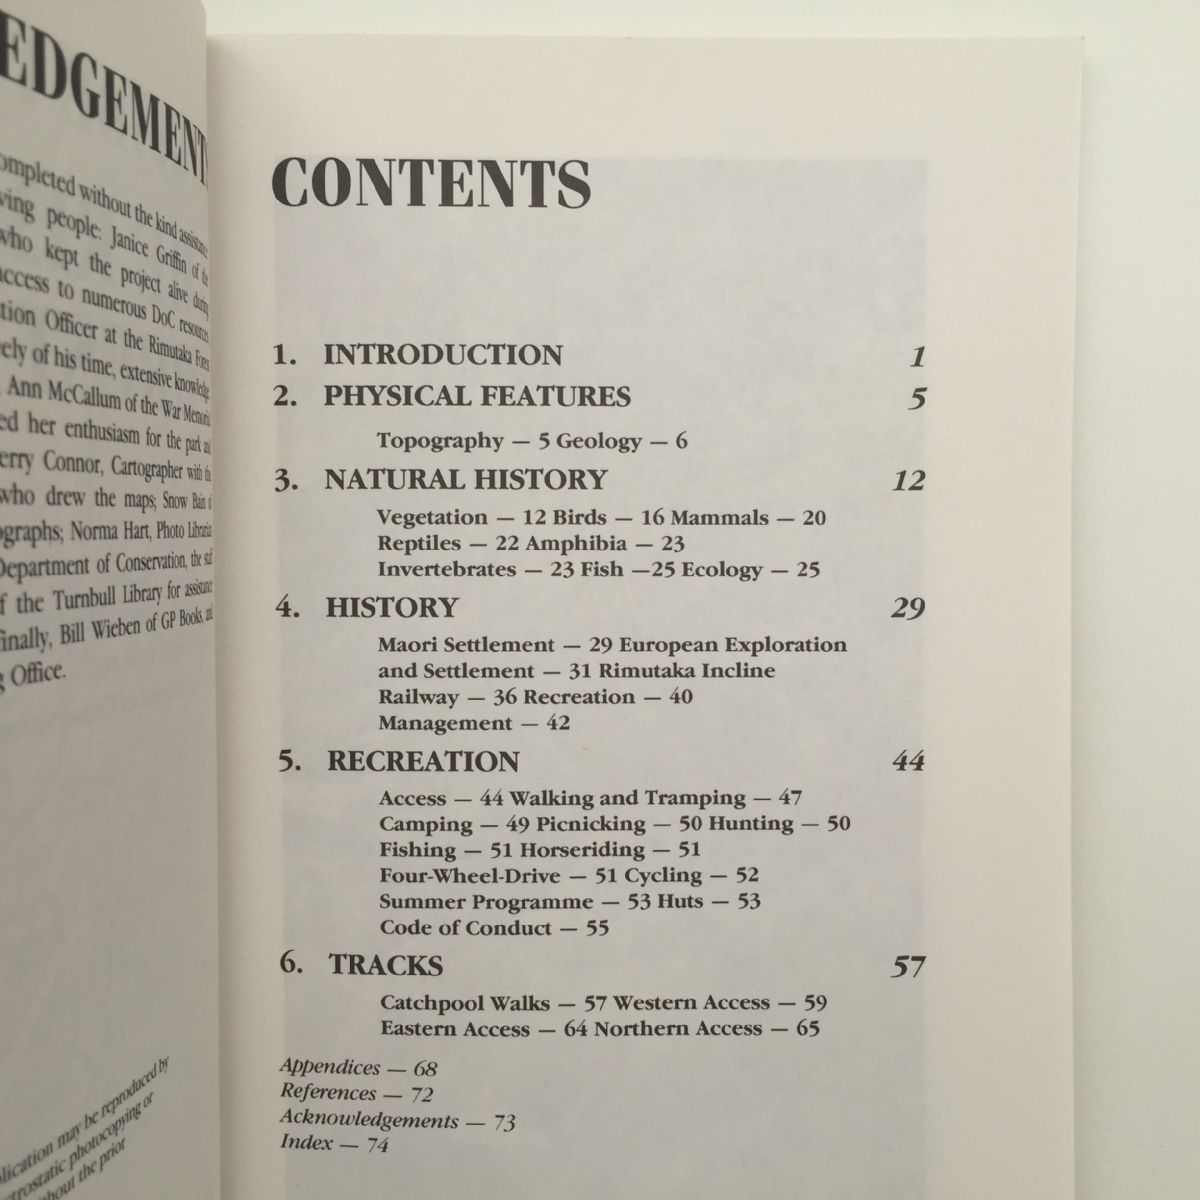 EDGEMENT
ompleted without the kind assistance
ving people: Janice Griffin of the
who kept the project alive during
access to numerous DoC resources
tion Officer at the Rimutaka Forest
ely of his time, extensive knowledge
Ann McCallum of the War Memorial
ed her enthusiasm for the park and
erry Connor, Cartographer with the
who drew the maps; Snow Bain of
ographs; Norma Hart, Photo Librarian
Department of Conservation, the staff
f the Turnbull Library for assistance
inally, Bill Wieben of GP Books, and
g Office.
lication may be reproduced by
trostatic photocopying or
hout the prior
CONTENTS
1. INTRODUCTION 1
2. PHYSICAL FEATURES 5
Topography — 5 Geology — 6
3. NATURAL HISTORY 12
Vegetation — 12 Birds — 16 Mammals — 20
Reptiles — 22 Amphibia — 23
Invertebrates — 23 Fish —25 Ecology — 25
4. HISTORY 29
Maori Settlement — 29 European Exploration
and Settlement — 31 Rimutaka Incline
Railway — 36 Recreation — 40
Management — 42
5. RECREATION 44
Access — 44 Walking and Tramping — 47
Camping — 49 Picnicking — 50 Hunting — 50
Fishing — 51 Horseriding — 51
Four-Wheel-Drive — 51 Cycling — 52
Summer Programme — 53 Huts — 53
Code of Conduct — 55
6. TRACKS 57
Catchpool Walks — 57 Western Access — 59
Eastern Access — 64 Northern Access — 65
Appendices — 68
References — 72
Acknowledgements — 73
Index — 74